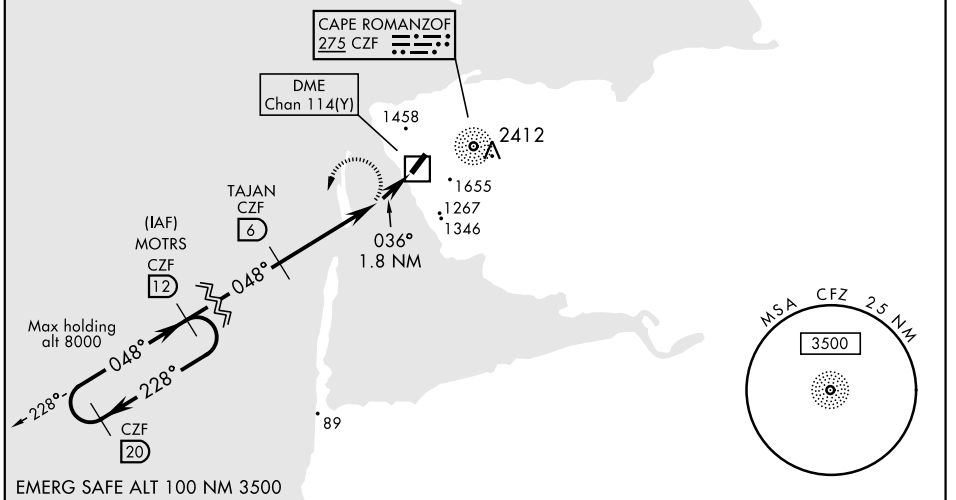 CAPE ROMANZOF
275 CZF
DME
Chan 114(Y)
1458
2412
1655
1267
1346
TAJAN
CZF
6
(IAF)
MOTRS
CZF
12
036°
1.8 NM
048°
Max holding
alt 8000
048°
228°
228°
CZF
20
89
MSA CFZ 25 NM
3500
EMERG SAFE ALT 100 NM 3500